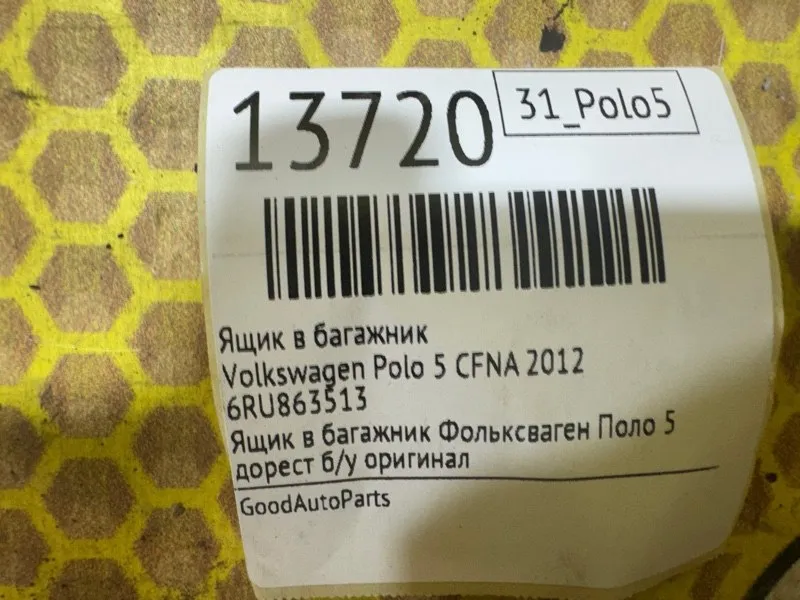 13720
31_Polo5
Ящик в багажник
Volkswagen Polo 5 CFNA 2012
6RU863513
Ящик в багажник Фольксваген Поло 5
дорест б/у оригинал
GoodAutoParts